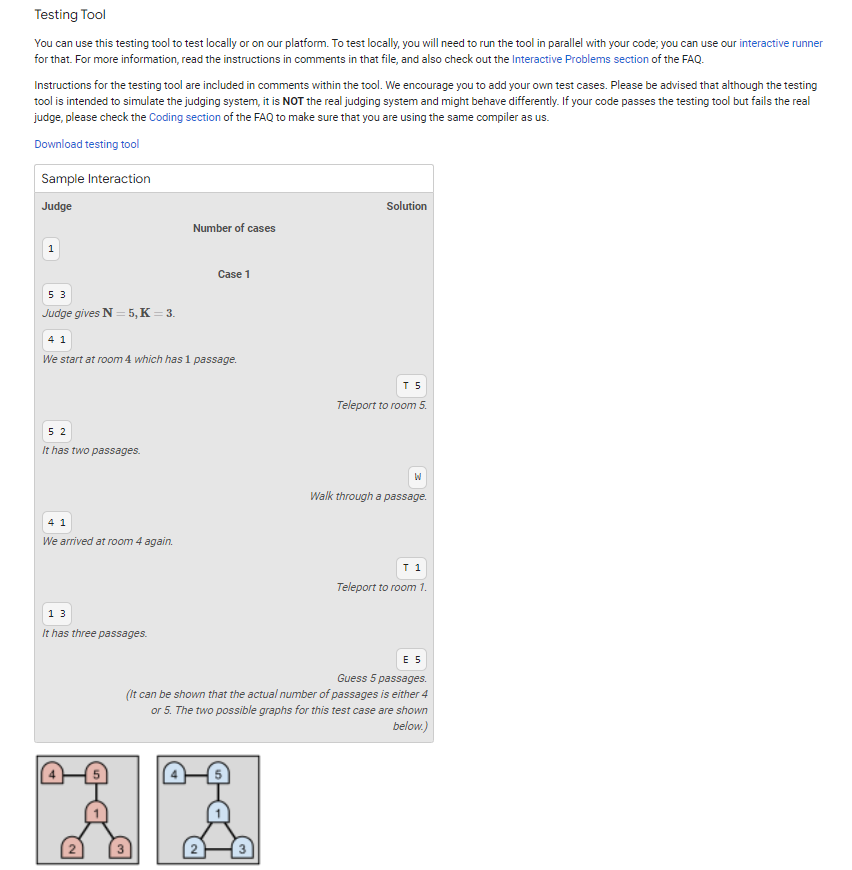 Testing Tool
You can use this testing tool to test locally or on our platform. To test locally, you will need to run the tool in parallel with your code; you can use our interactive runner
for that. For more information, read the instructions in comments in that file, and also check out the Interactive Problems section of the FAQ.
Instructions for the testing tool are included in comments within the tool. We encourage you to add your own test cases. Please be advised that although the testing
tool is intended to simulate the judging system, it is NOT the real judging system and might behave differently. If your code passes the testing tool but fails the real
judge, please check the Coding section of the FAQ to make sure that you are using the same compiler as us.
Download testing tool
Sample Interaction
Judge Solution
Number of cases
1
Case 1
5 3
Judge gives N = 5, K = 3.
4 1
We start at room 4 which has 1 passage.
T 5
Teleport to room 5.
5 2
It has two passages.
W
Walk through a passage.
4 1
We arrived at room 4 again.
T 1
Teleport to room 1.
1 3
It has three passages.
E 5
Guess 5 passages.
(It can be shown that the actual number of passages is either 4
or 5. The two possible graphs for this test case are shown
below.)
4 5 4 5
1 1
2 3 2 3